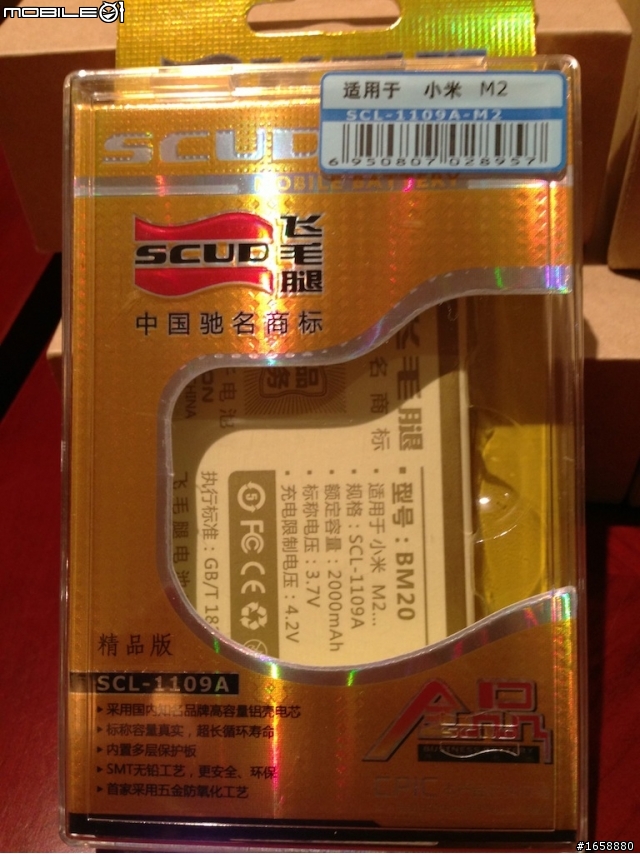 MOBILE01
适用于 小米 M2
SCL-1109A-M2
6 950807 028957
SCUD
MOBILE BATTERY
SCUD
飞毛腿
中国驰名商标
飞毛腿
名商标
型号：BM20
适用于 小米 M2...
规格：SCL-1109A
额定容量：2000mAh
标称电压：3.7V
充电限制电压：4.2V
5 FC CE
执行标准：GB/T 18
飞毛腿电池
精品版
SCL-1109A
采用国内知名品牌高容量铝壳电芯
标称容量真实，超长循环寿命
内置多层保护板
SMT无铅工艺，更安全、环保
首家采用五金防氧化工艺
SCUD
#1658880